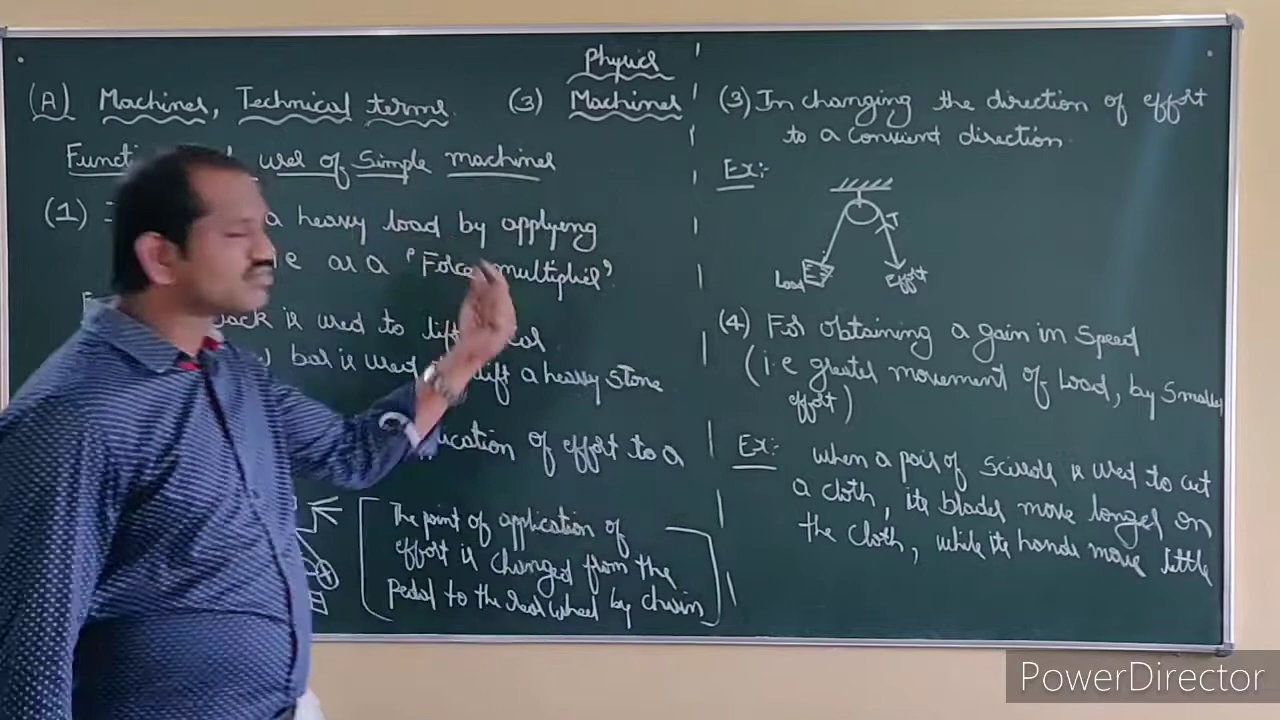 Physics
(A) Machines, Technical terms. (3) Machines
uses of Simple machines
(1) a heavy load by applyeng
as a "Force multiplier".
Jack is used to lift
bar is used lift a heavy stone
of effort to a
The point of application of
effort is changed from the
pedal to the rear wheel by chain
(3) In changing the direction of effort
to a convient direction.
Ex:-
T
Load
Effort
(4) For obtaining a gain in Speed
(i.e greater movement of Load, by Smaller
effort)
Ex:- when a pair of scissors is used to cut
a cloth, its blades move longer on
the cloth, while its hands move little
PowerDirector